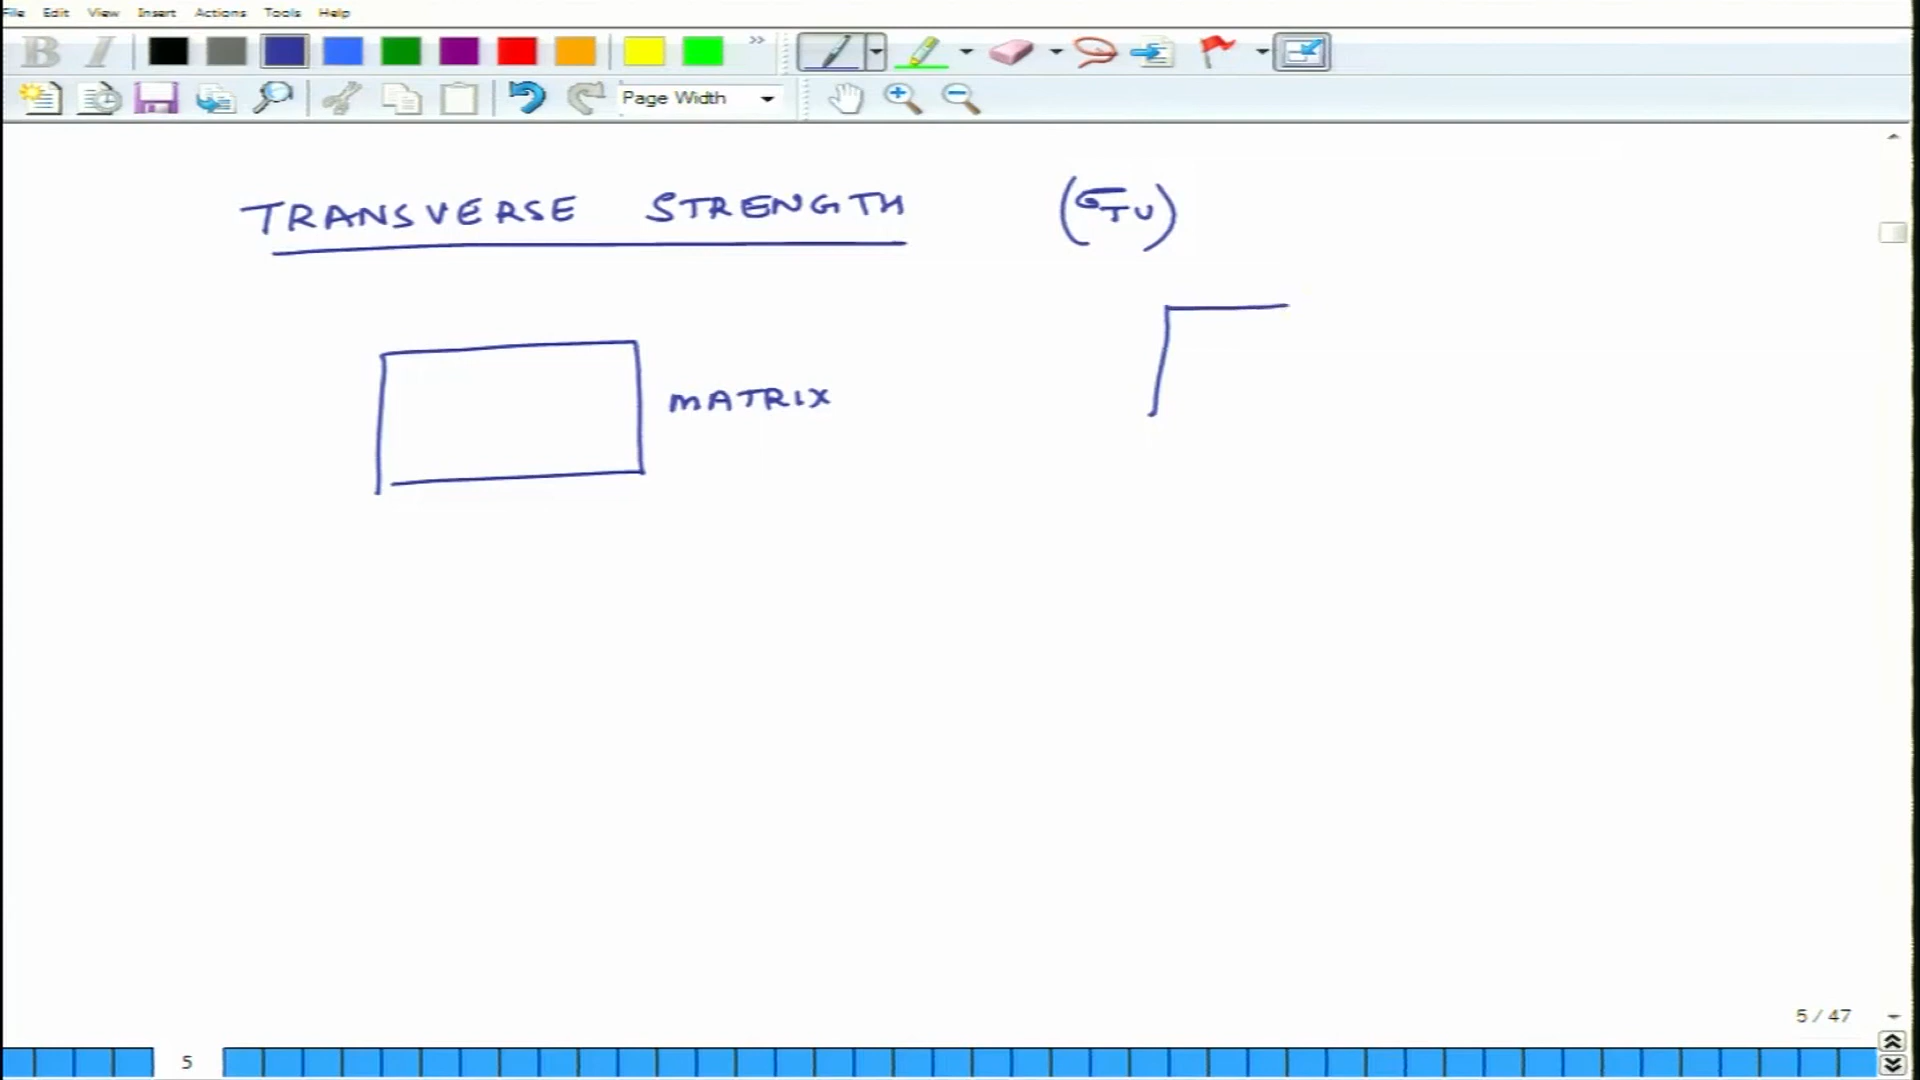 File Edit View Insert Actions Tools Help
B I
Page Width
TRANSVERSE STRENGTH (σTU)
MATRIX
5 / 47
5